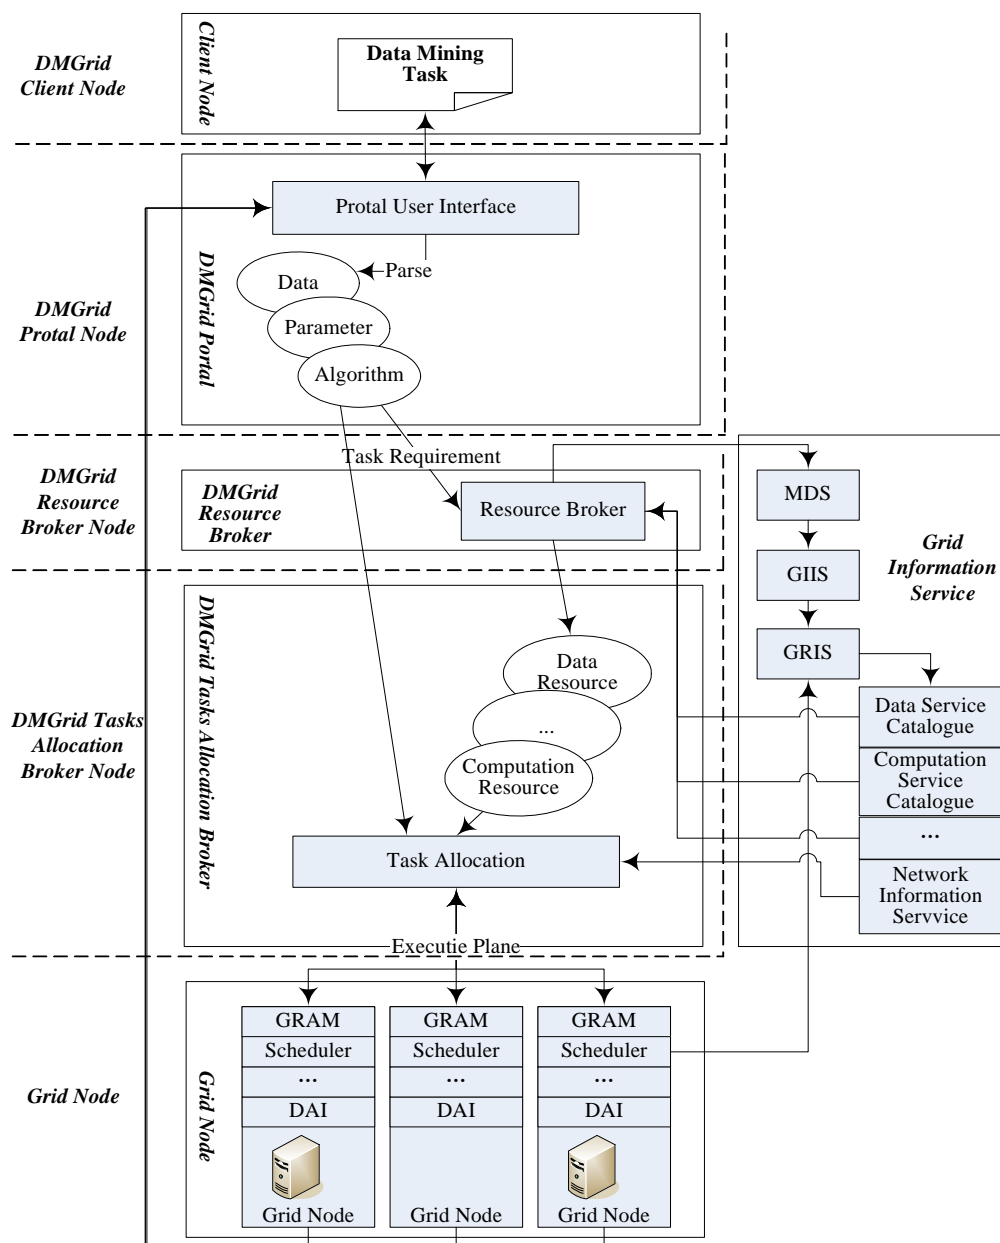 DMGrid
Client Node
Client Node
Data Mining
Task
DMGrid
Protal Node
DMGrid Portal
Protal User Interface
Parse
Data
Parameter
Algorithm
DMGrid
Resource
Broker Node
Task Requirement
DMGrid
Resource
Broker
Resource Broker
MDS
GIIS
GRIS
Grid
Information
Service
Data Service
Catalogue
Computation
Service
Catalogue
...
Network
Information
Servvice
DMGrid Tasks
Allocation
Broker Node
DMGrid Tasks Allocation
Broker
Data
Resource
...
Computation
Resource
Task Allocation
Executie Plane
Grid Node
Grid Node
GRAM
Scheduler
...
DAI
Grid Node
GRAM
Scheduler
...
DAI
Grid Node
GRAM
Scheduler
...
DAI
Grid Node